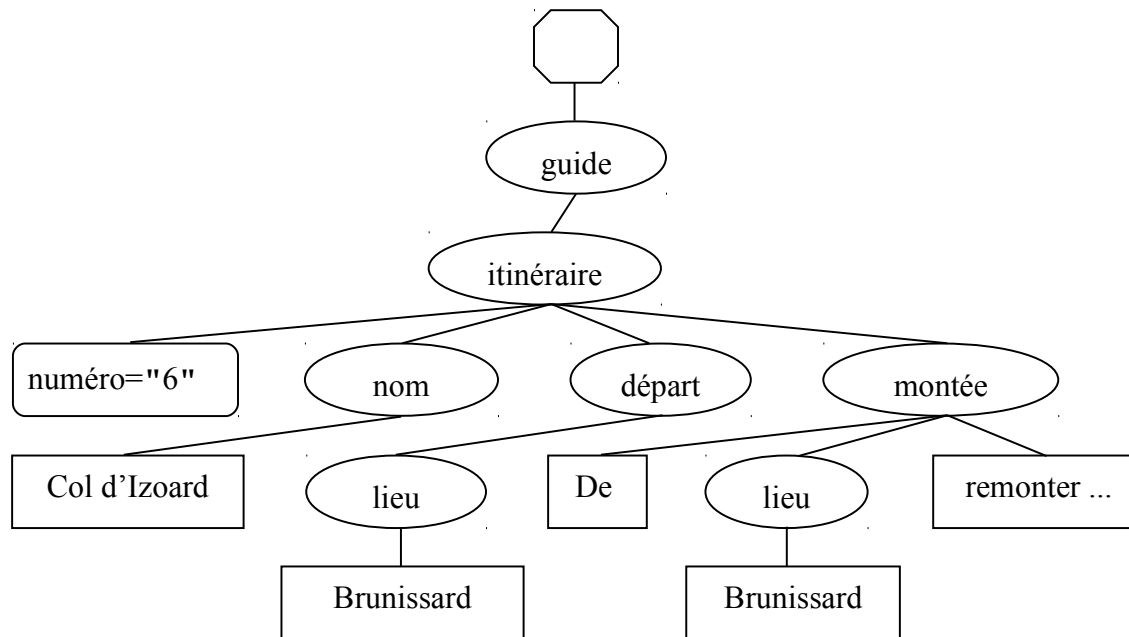 guide
itinéraire
numéro="6"
nom
départ
montée
Col d’Izoard
lieu
De
lieu
remonter ...
Brunissard
Brunissard